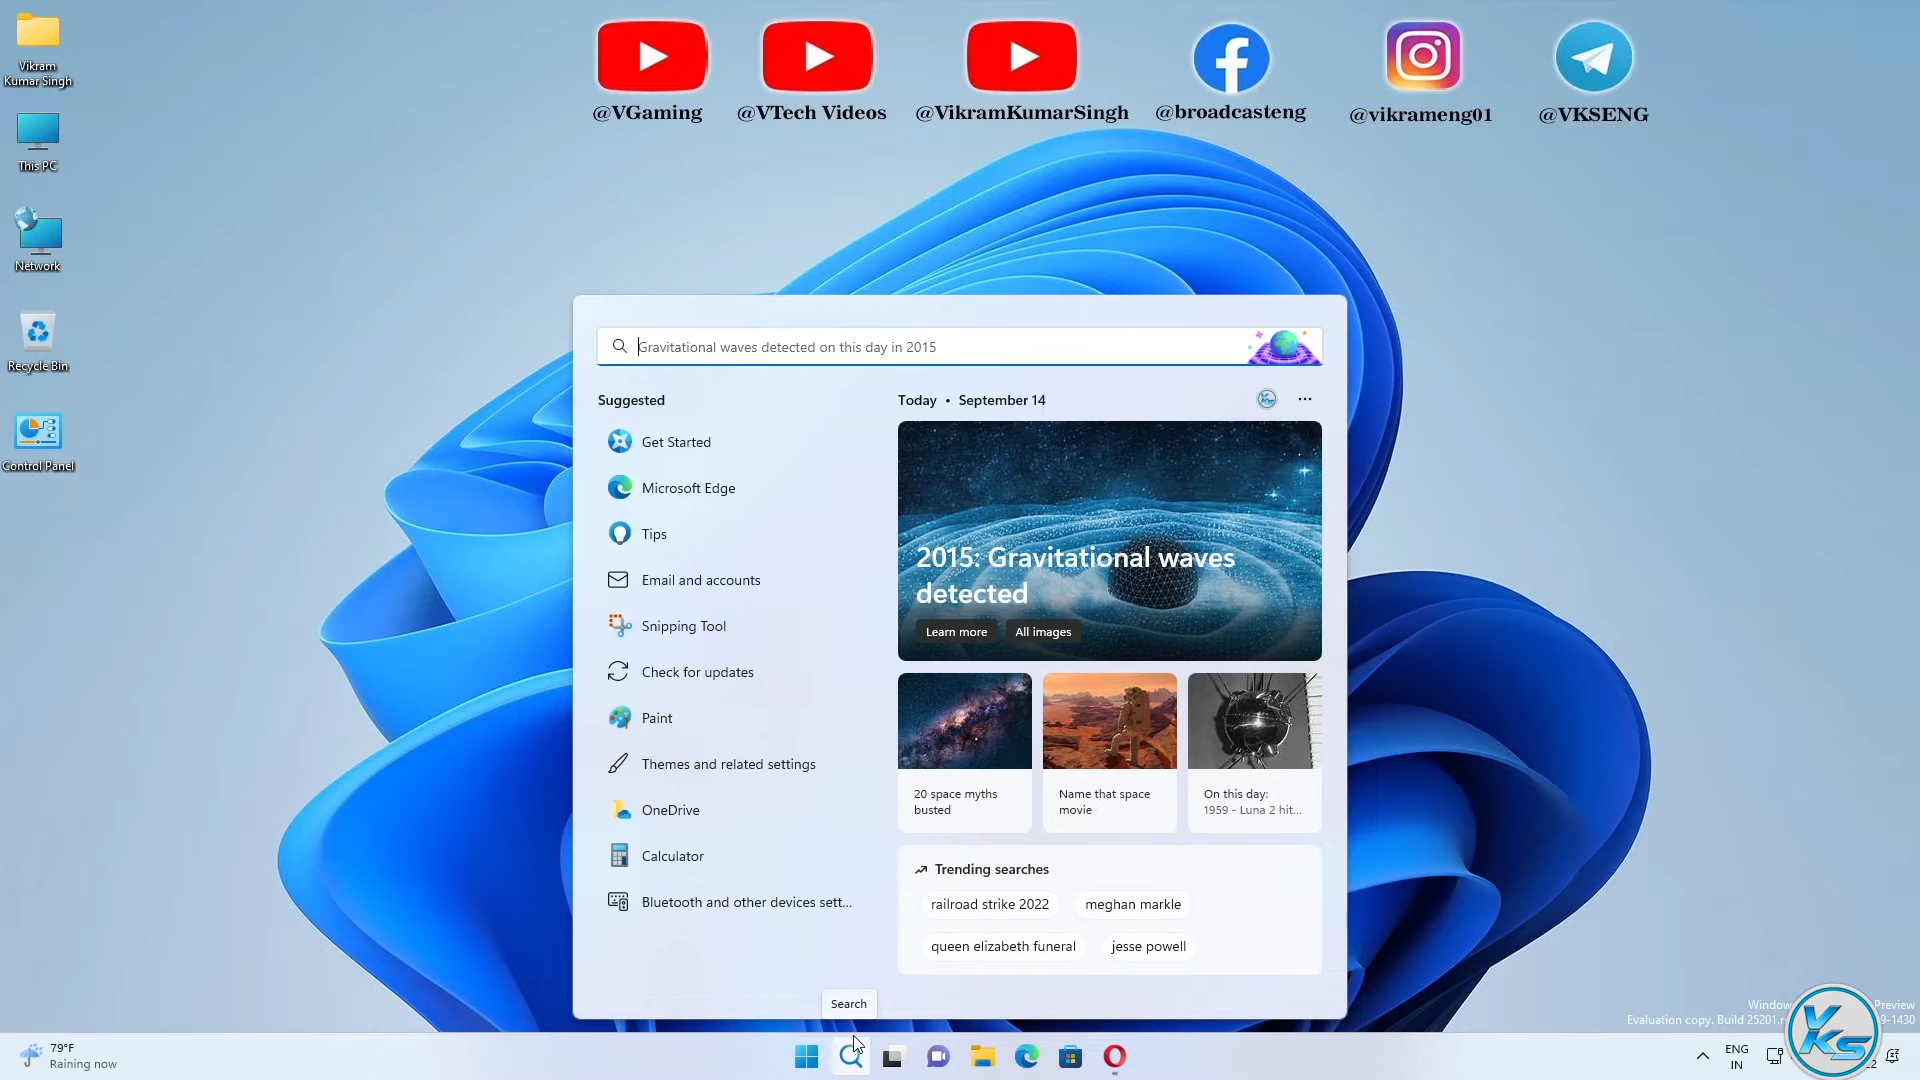 @VGaming
@VTech Videos
@VikramKumarSingh
@broadcasteng
@vikrameng01
@VKSENG
Vikram
Kumar Singh
This PC
Network
Recycle Bin
Control Panel
Gravitational waves detected on this day in 2015
Suggested
Get Started
Microsoft Edge
Tips
Email and accounts
Snipping Tool
Check for updates
Paint
Themes and related settings
OneDrive
Calculator
Bluetooth and other devices sett...
Today • September 14
2015: Gravitational waves
detected
Learn more
All images
20 space myths
busted
Name that space
movie
On this day:
1959 - Luna 2 hit...
Trending searches
railroad strike 2022
meghan markle
queen elizabeth funeral
jesse powell
Search
Preview
Evaluation copy. Build 25201.
9-1430
79°F
Raining now
ENG
IN
VKS